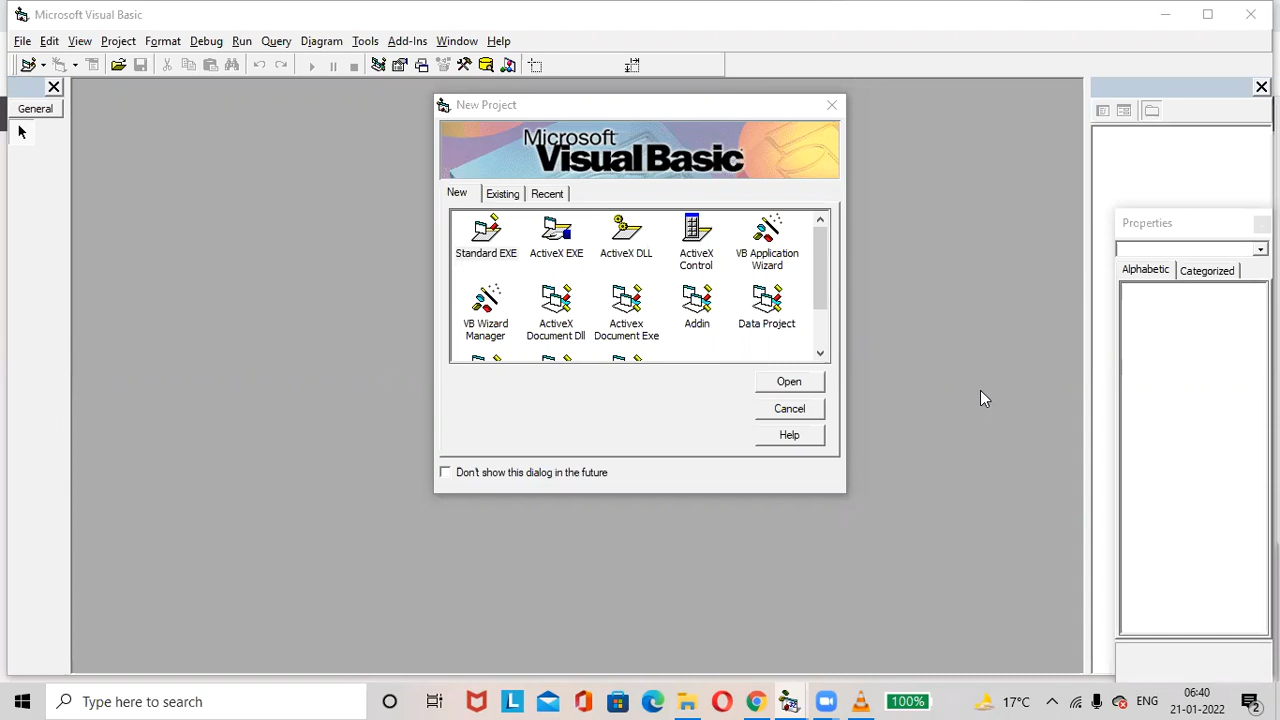 Microsoft Visual Basic
File Edit View Project Format Debug Run Query Diagram Tools Add-Ins Window Help
General
New Project
Microsoft
Visual Basic
New Existing Recent
Standard EXE ActiveX EXE ActiveX DLL ActiveX Control VB Application Wizard
VB Wizard Manager ActiveX Document Dll Activex Document Exe Addin Data Project
Open
Cancel
Help
Don't show this dialog in the future
Properties
Alphabetic Categorized
Type here to search
L
100%
17°C
ENG
06:40
21-01-2022
2